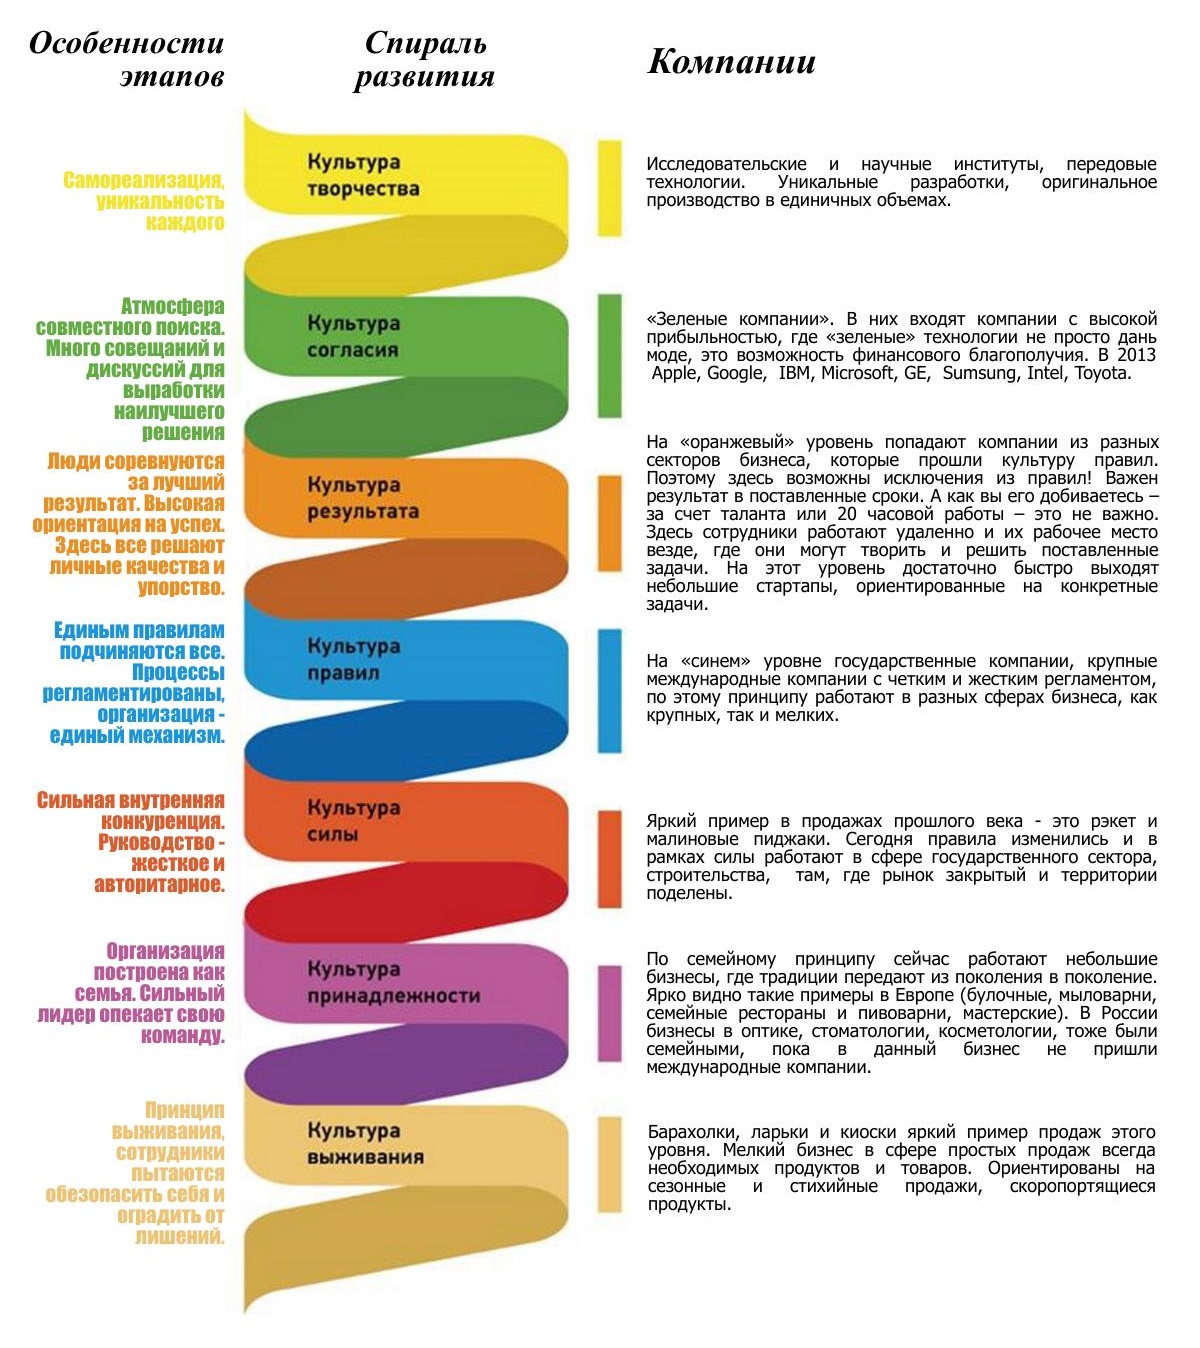 Особенности
этапов
Спираль
развития
Компании
Самореализация,
уникальность
каждого
Культура
творчества
Исследовательские и научные институты, передовые
технологии. Уникальные разработки, оригинальное
производство в единичных объемах.
Атмосфера
совместного поиска.
Много совещаний и
дискуссий для
выработки
наилучшего
решения
Культура
согласия
«Зеленые компании». В них входят компании с высокой
прибыльностью, где «зеленые» технологии не просто дань
моде, это возможность финансового благополучия. В 2013
Apple, Google, IBM, Microsoft, GE, Sumsung, Intel, Toyota.
Люди соревнуются
за лучший
результат. Высокая
ориентация на успех.
Здесь все решают
личные качества и
упорство.
Культура
результата
На «оранжевый» уровень попадают компании из разных
секторов бизнеса, которые прошли культуру правил.
Поэтому здесь возможны исключения из правил! Важен
результат в поставленные сроки. А как вы его добиваетесь –
за счет таланта или 20 часовой работы – это не важно.
Здесь сотрудники работают удаленно и их рабочее место
везде, где они могут творить и решить поставленные
задачи. На этот уровень достаточно быстро выходят
небольшие стартапы, ориентированные на конкретные
задачи.
Единым правилам
подчиняются все.
Процессы
регламентированы,
организация -
единый механизм.
Культура
правил
На «синем» уровне государственные компании, крупные
международные компании с четким и жестким регламентом,
по этому принципу работают в разных сферах бизнеса, как
крупных, так и мелких.
Сильная внутренняя
конкуренция.
Руководство -
жесткое и
авторитарное.
Культура
силы
Яркий пример в продажах прошлого века - это рэкет и
малиновые пиджаки. Сегодня правила изменились и в
рамках силы работают в сфере государственного сектора,
строительства, там, где рынок закрытый и территории
поделены.
Организация
построена как
семья. Сильный
лидер опекает свою
команду.
Культура
принадлежности
По семейному принципу сейчас работают небольшие
бизнесы, где традиции передают из поколения в поколение.
Ярко видно такие примеры в Европе (булочные, мыловарни,
семейные рестораны и пивоварни, мастерские). В России
бизнесы в оптике, стоматологии, косметологии, тоже были
семейными, пока в данный бизнес не пришли
международные компании.
Принцип
выживания,
сотрудники
пытаются
обезопасить себя и
оградить от
лишений.
Культура
выживания
Барахолки, ларьки и киоски яркий пример продаж этого
уровня. Мелкий бизнес в сфере простых продаж всегда
необходимых продуктов и товаров. Ориентированы на
сезонные и стихийные продажи, скоропортящиеся
продукты.